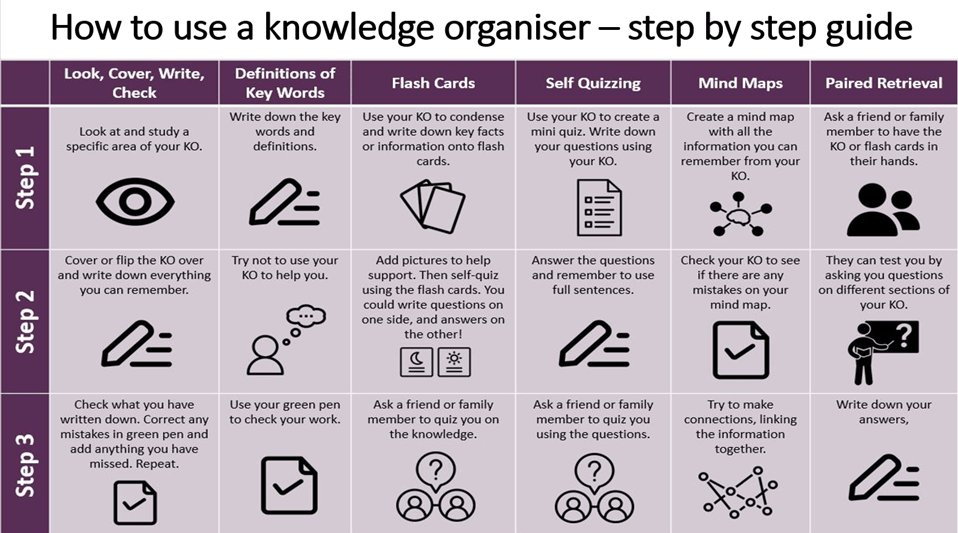 How to use a knowledge organiser – step by step guide
Look, Cover, Write,
Check
Definitions of
Key Words
Flash Cards
Self Quizzing
Mind Maps
Paired Retrieval
Step 1
Look at and study a
specific area of your KO.
Write down the key
words and
definitions.
Use your KO to condense
and write down key facts
or information onto flash
cards.
Use your KO to create a
mini quiz. Write down
your questions using
your KO.
Create a mind map
with all the
information you can
remember from your
KO.
Ask a friend or family
member to have the
KO or flash cards in
their hands.
Step 2
Cover or flip the KO over
and write down everything
you can remember.
Try not to use your
KO to help you.
Add pictures to help
support. Then self-quiz
using the flash cards. You
could write questions on
one side, and answers on
the other!
Answer the questions
and remember to use
full sentences.
Check your KO to see
if there are any
mistakes on your
mind map.
They can test you by
asking you questions
on different sections of
your KO.
?
Step 3
Check what you have
written down. Correct any
mistakes in green pen and
add anything you have
missed. Repeat.
Use your green pen
to check your work.
Ask a friend or family
member to quiz you
on the knowledge.
?
Ask a friend or family
member to quiz you
using the questions.
?
Try to make
connections, linking
the information
together.
Write down your
answers,